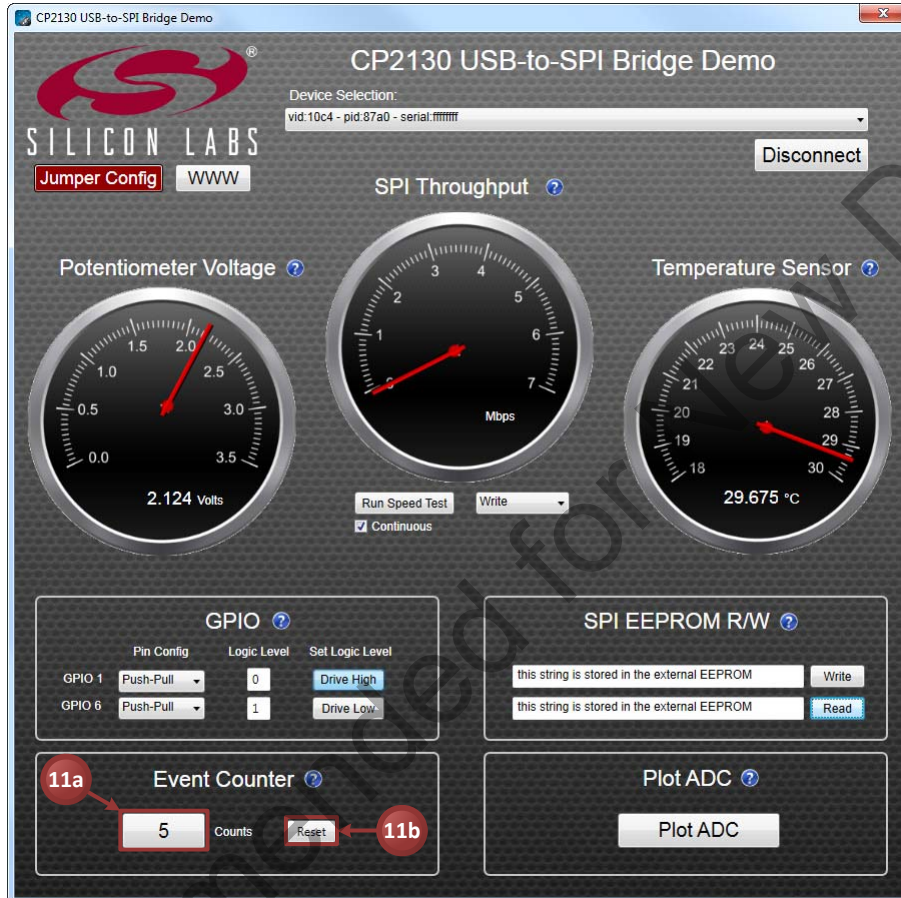 CP2130 USB-to-SPI Bridge Demo
CP2130 USB-to-SPI Bridge Demo
Device Selection:
vid:10c4 - pid:87a0 - serial:ffffffff
SILICON LABS
®
Disconnect
Jumper Config WWW
SPI Throughput ?
0 1 2 3 4 5 6 7
Mbps
Potentiometer Voltage ?
0.0 0.5 1.0 1.5 2.0 2.5 3.0 3.5
2.124 Volts
Temperature Sensor ?
18 19 20 21 22 23 24 25 26 27 28 29 30
29.675 °C
Run Speed Test Write
Continuous
GPIO ?
Pin Config Logic Level Set Logic Level
GPIO 1 Push-Pull 0 Drive High
GPIO 6 Push-Pull 1 Drive Low
SPI EEPROM R/W ?
this string is stored in the external EEPROM Write
this string is stored in the external EEPROM Read
11a
Event Counter ?
5 Counts Reset
11b
Plot ADC ?
Plot ADC
for New